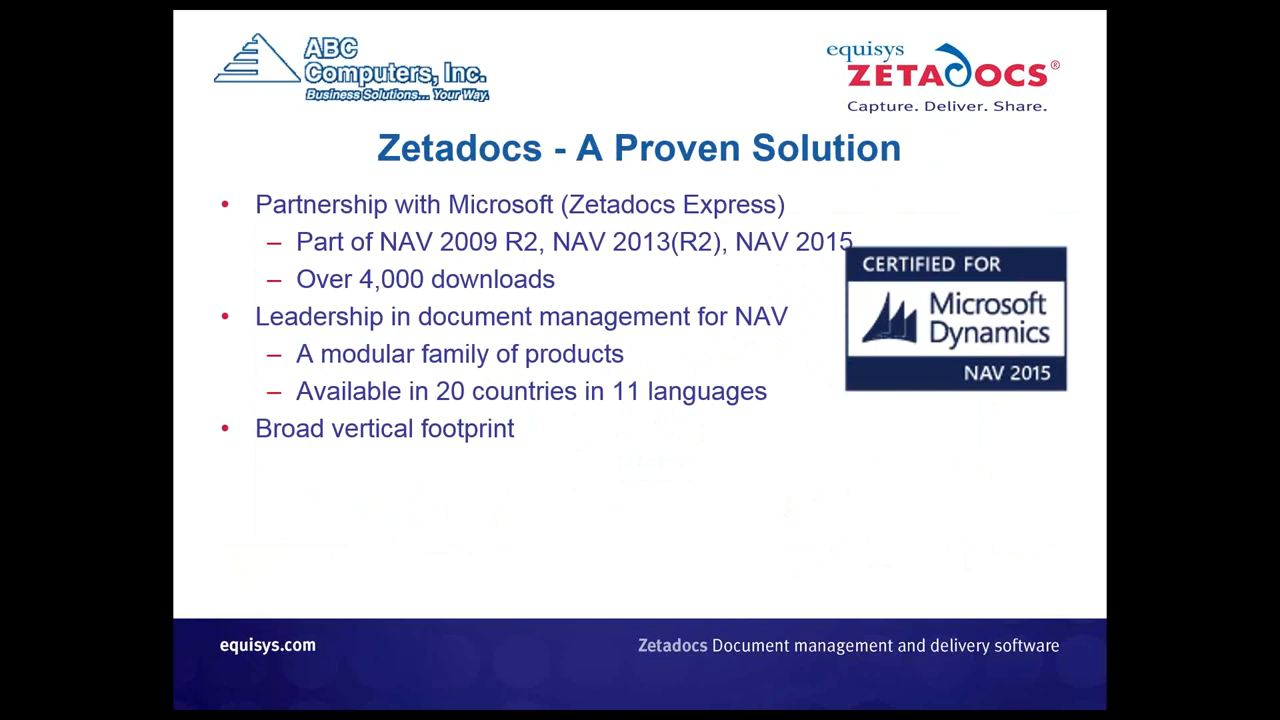 ABC
Computers, Inc.
Business Solutions... Your Way.
equisys
ZETADOCS®
Capture. Deliver. Share.
Zetadocs - A Proven Solution
• Partnership with Microsoft (Zetadocs Express)
– Part of NAV 2009 R2, NAV 2013(R2), NAV 2015
– Over 4,000 downloads
• Leadership in document management for NAV
– A modular family of products
– Available in 20 countries in 11 languages
• Broad vertical footprint
CERTIFIED FOR
Microsoft
Dynamics
NAV 2015
equisys.com
Zetadocs Document management and delivery software